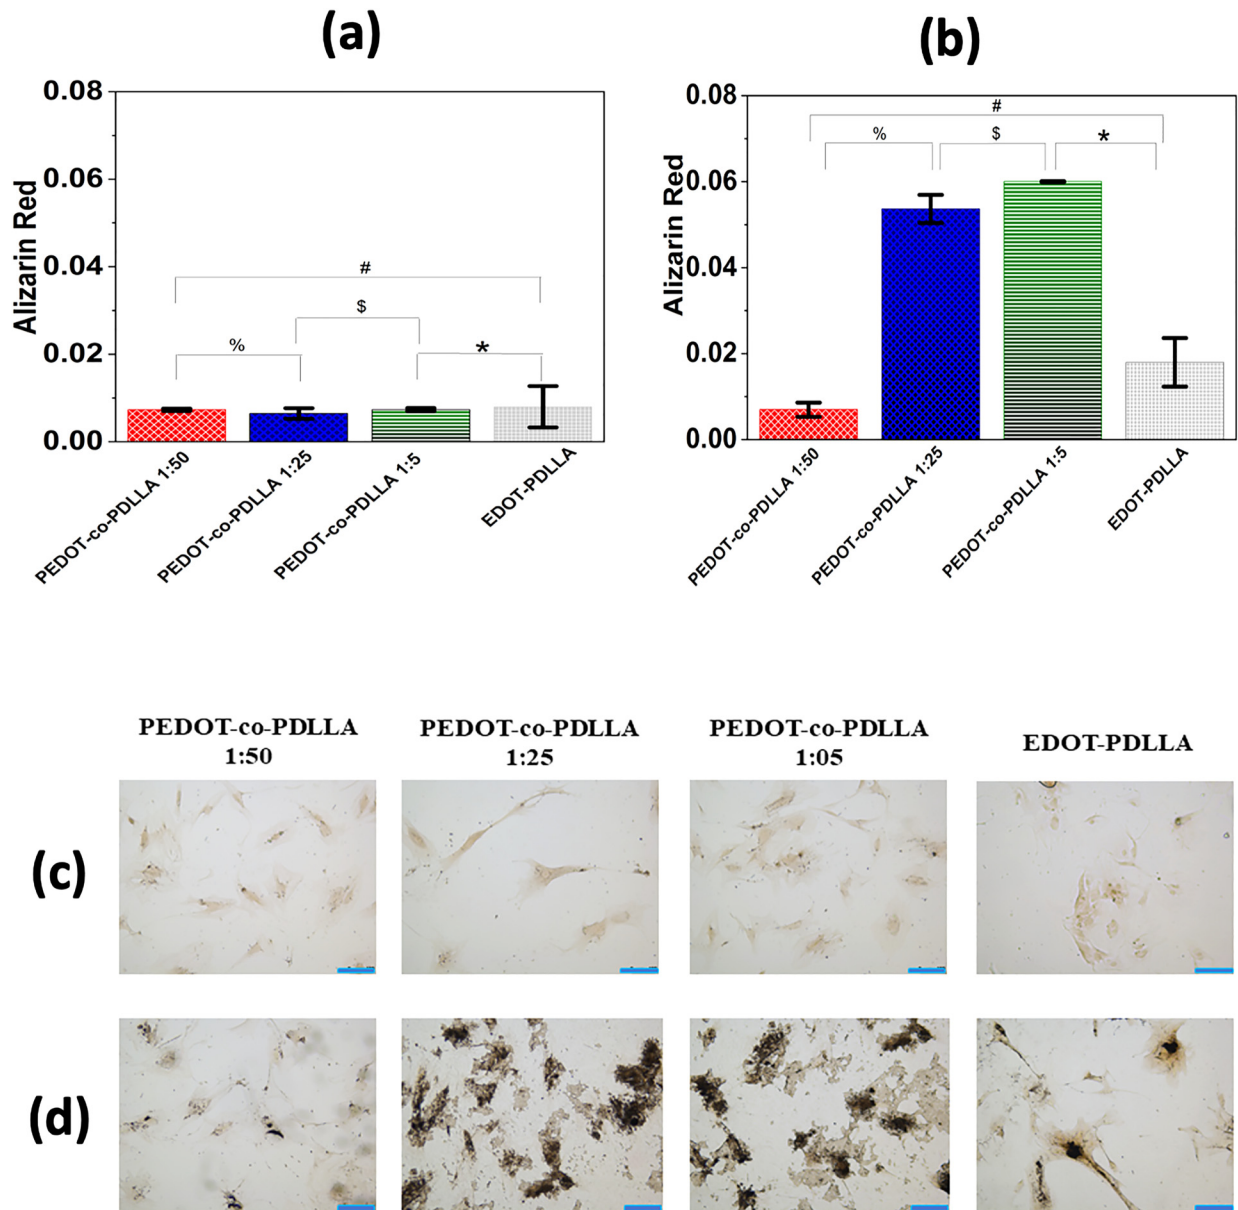 (a)
(b)
0.08
0.06
0.04
0.02
0.00
Alizarin Red
#
$
%
*
PEDOT-co-PDLLA 1:50
PEDOT-co-PDLLA 1:25
PEDOT-co-PDLLA 1:5
EDOT-PDLLA
0.08
0.06
0.04
0.02
0.00
Alizarin Red
#
% $ *
PEDOT-co-PDLLA 1:50
PEDOT-co-PDLLA 1:25
PEDOT-co-PDLLA 1:5
EDOT-PDLLA
PEDOT-co-PDLLA
1:50
PEDOT-co-PDLLA
1:25
PEDOT-co-PDLLA
1:05
EDOT-PDLLA
(c)
(d)